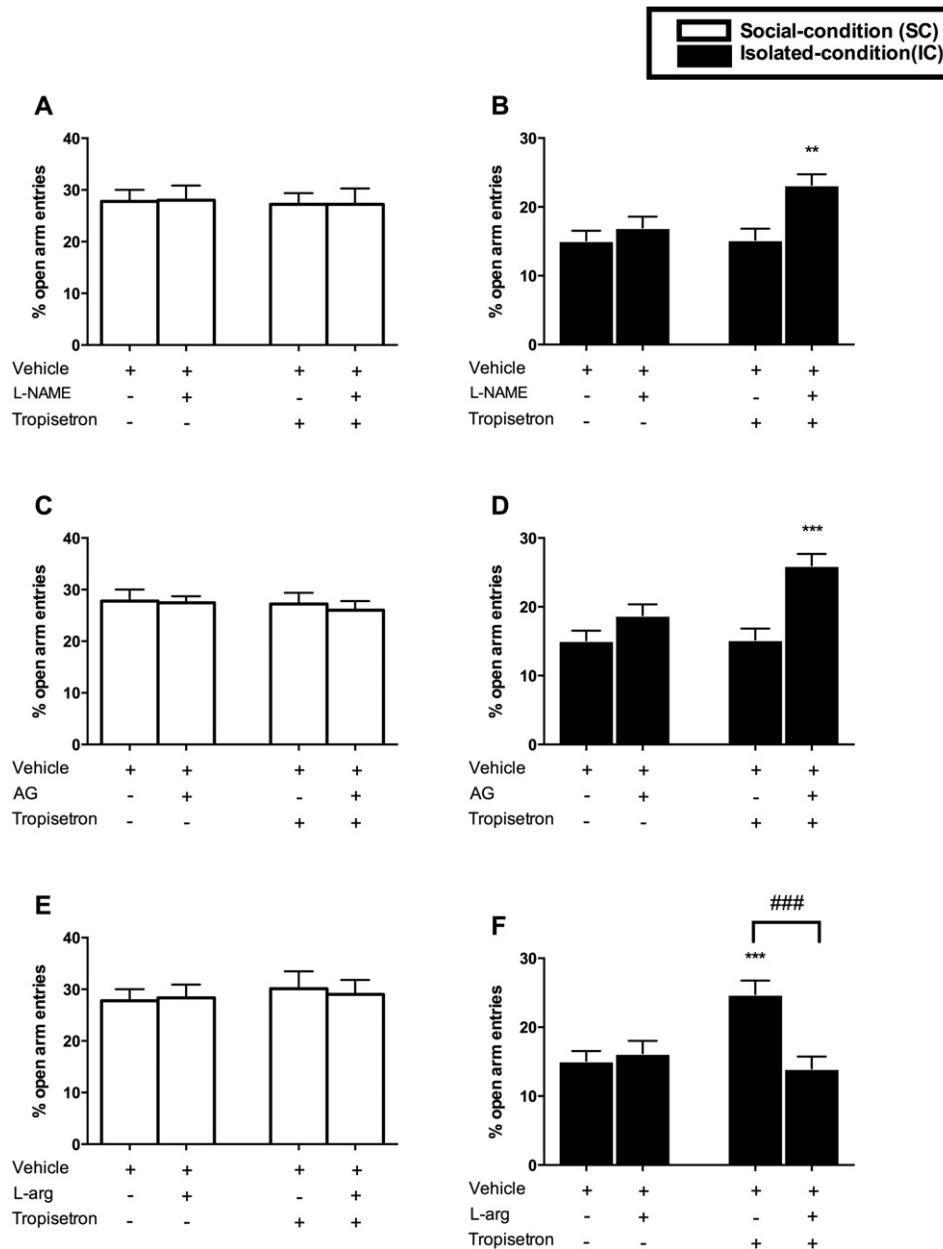 Social-condition (SC)
Isolated-condition(IC)
A
% open arm entries
40
30
20
10
0
Vehicle + + + +
L-NAME - + - +
Tropisetron - - + +
B
% open arm entries
30
20
10
0
**
Vehicle + + + +
L-NAME - + - +
Tropisetron - - + +
C
% open arm entries
40
30
20
10
0
Vehicle + + + +
AG - + - +
Tropisetron - - + +
D
% open arm entries
30
20
10
0
***
Vehicle + + + +
AG - + - +
Tropisetron - - + +
E
% open arm entries
40
30
20
10
0
Vehicle + + + +
L-arg - + - +
Tropisetron - - + +
F
% open arm entries
30
20
10
0
###
***
Vehicle + + + +
L-arg - + - +
Tropisetron - - + +